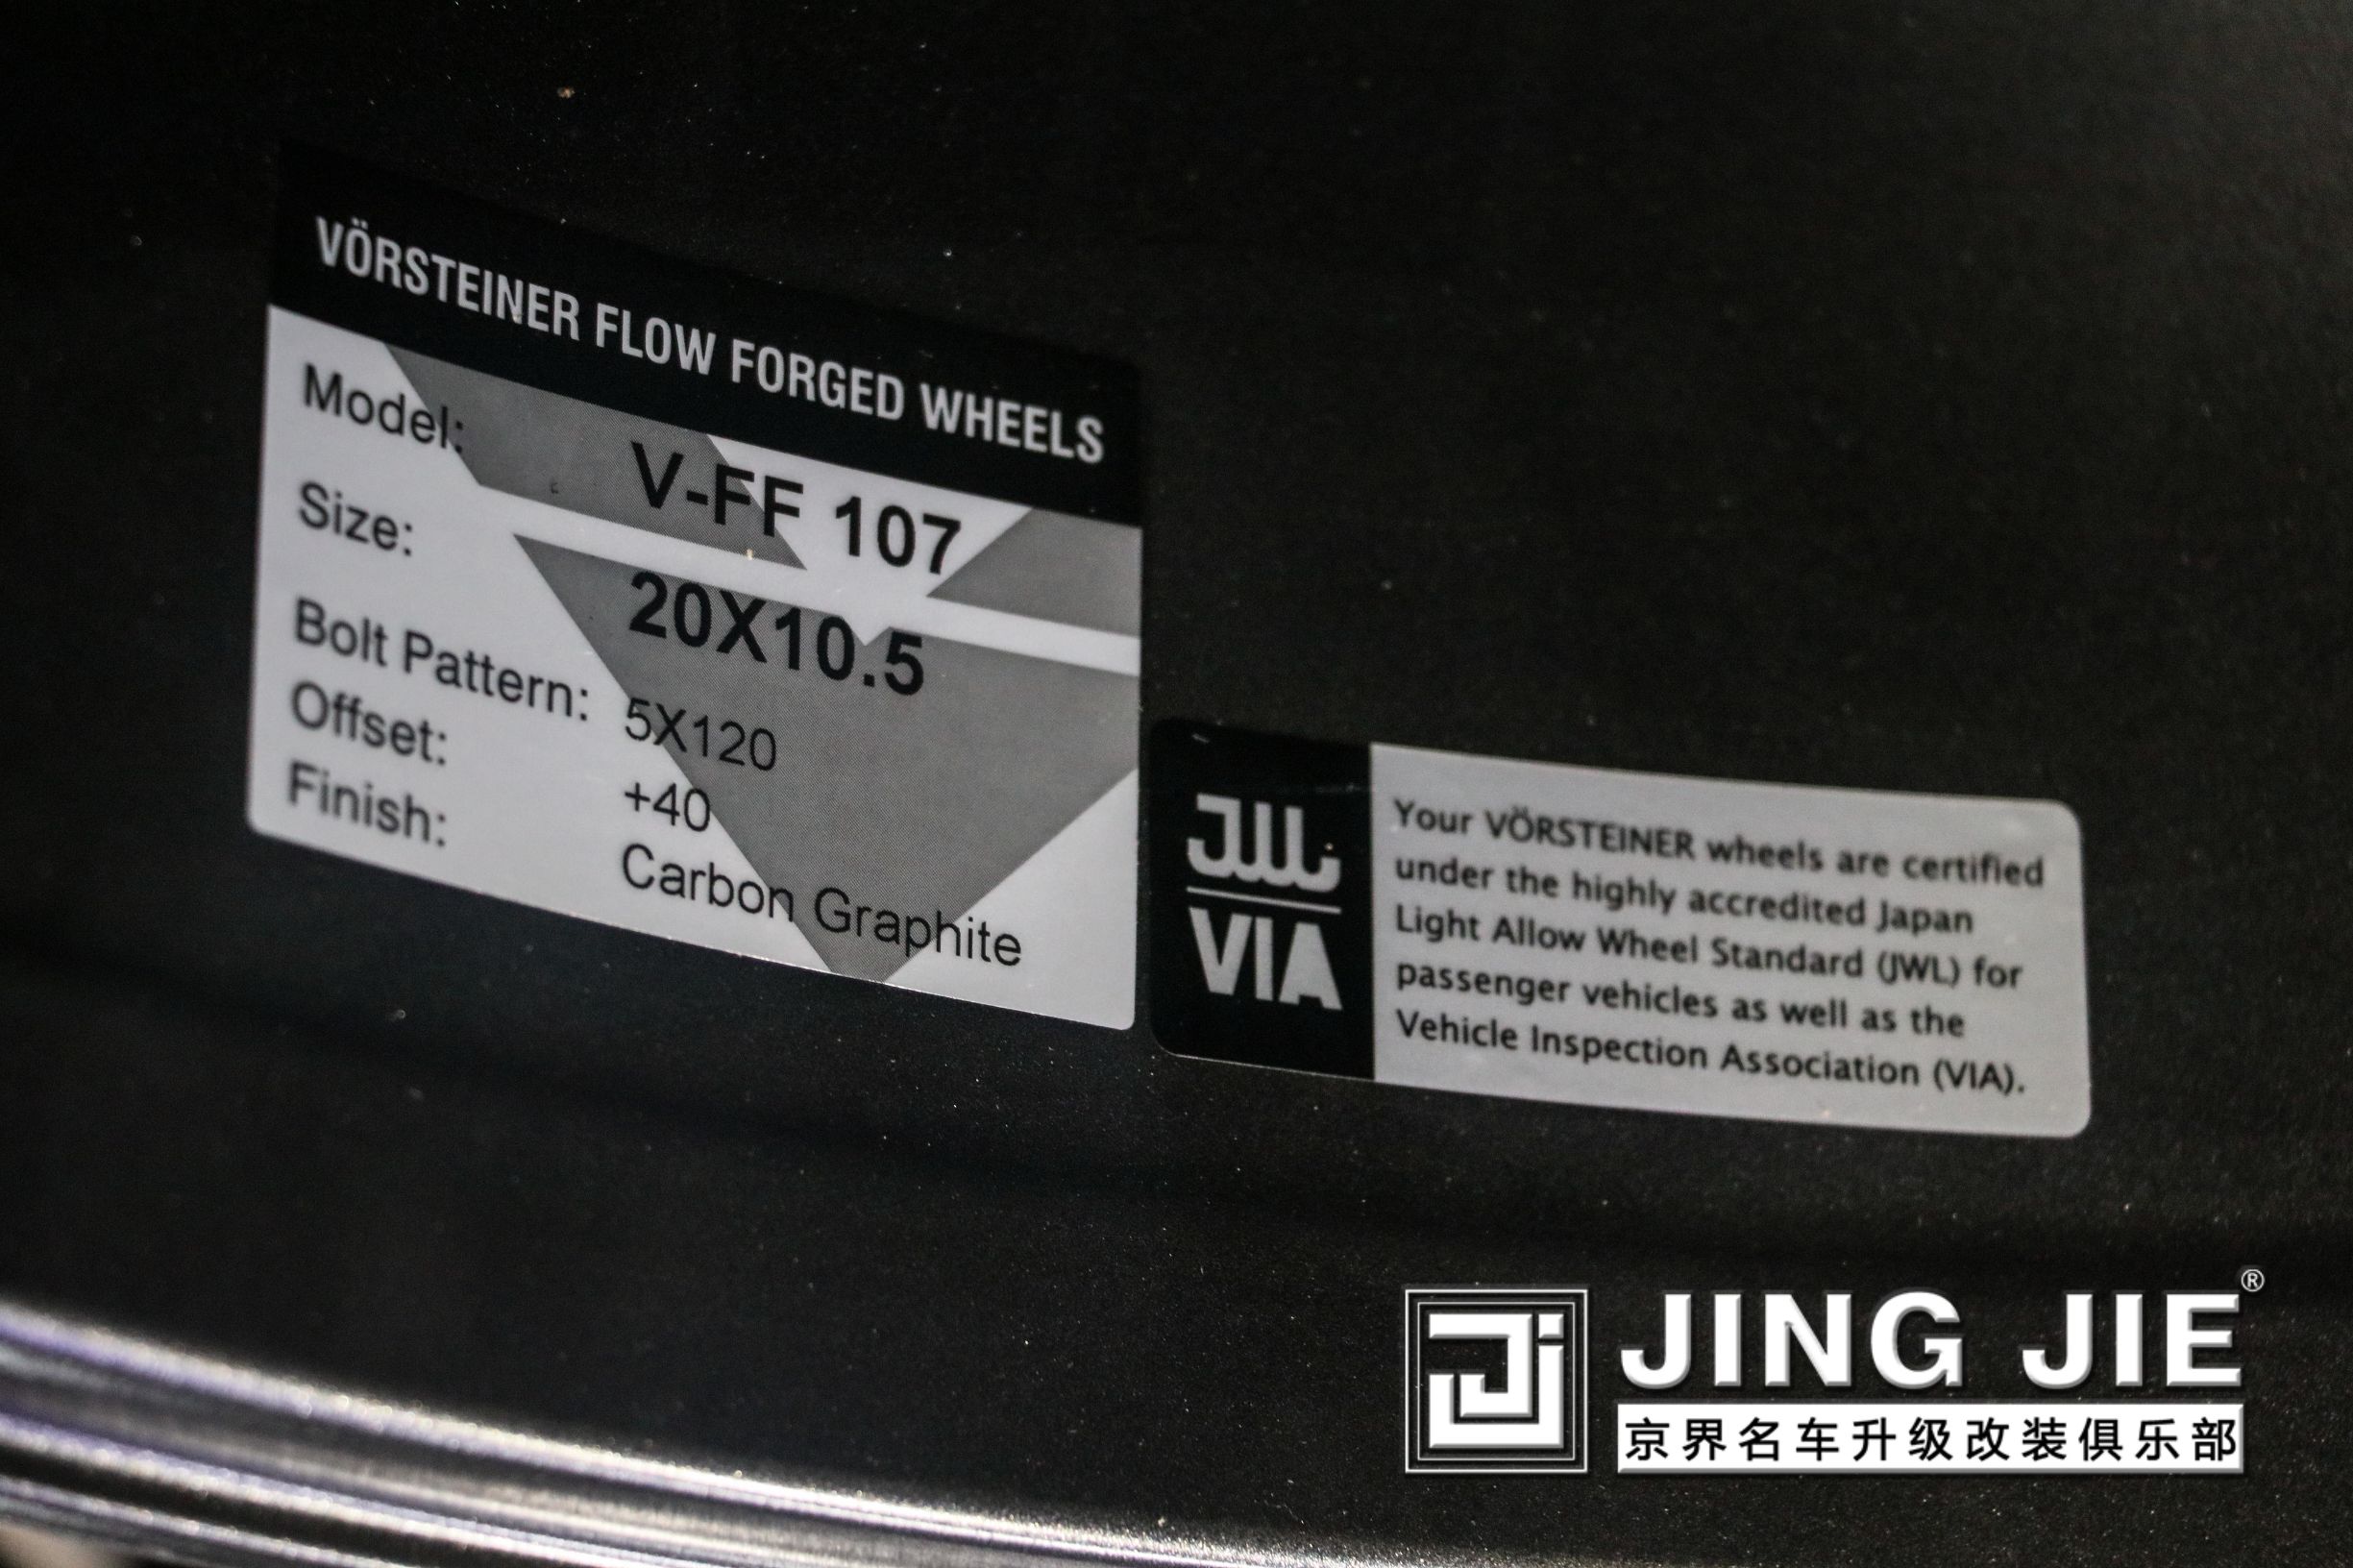 VÖRSTEINER FLOW FORGED WHEELS
Model: V-FF 107
Size: 20X10.5
Bolt Pattern: 5X120
Offset: +40
Finish: Carbon Graphite
JWL
VIA
Your VÖRSTEINER wheels are certified
under the highly accredited Japan
Light Allow Wheel Standard (JWL) for
passenger vehicles as well as the
Vehicle Inspection Association (VIA).
JING JIE®
京界名车升级改装俱乐部